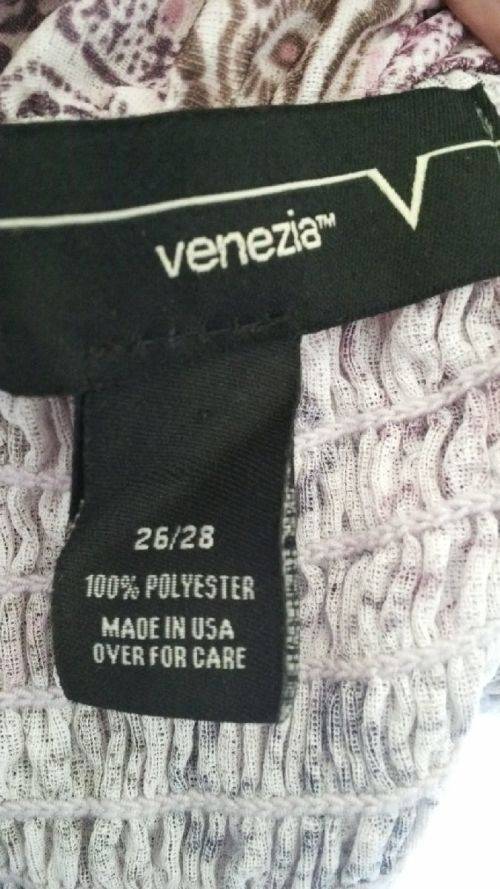 venezia™
26/28
100% POLYESTER
MADE IN USA
OVER FOR CARE